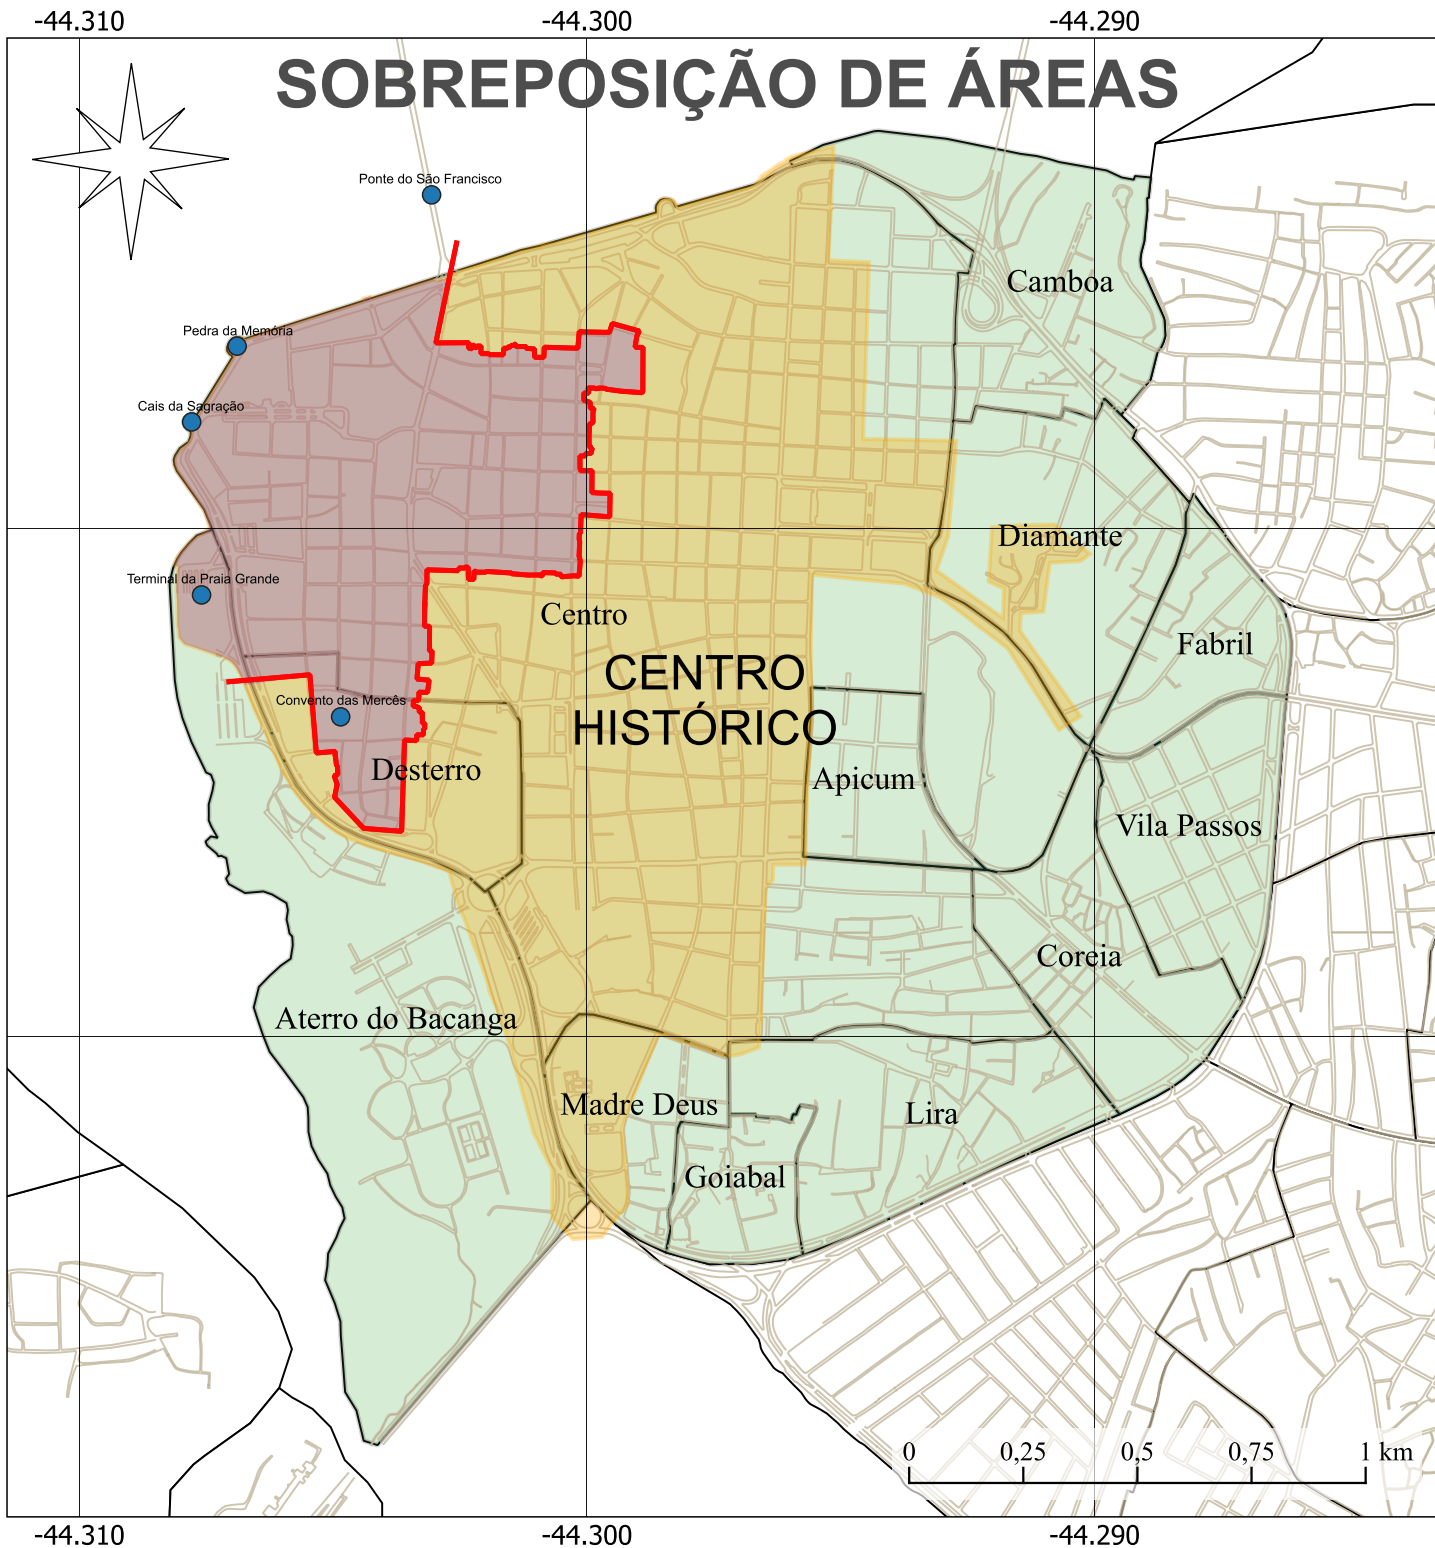 -44.310
-44.300
-44.290
SOBREPOSIÇÃO DE ÁREAS
Ponte do São Francisco
Camboa
Pedra da Memória
Cais da Sagração
Diamante
Terminal da Praia Grande
Centro
Fabril
CENTRO
HISTÓRICO
Convento das Mercês
Desterro
Apicum
Vila Passos
Coreia
Aterro do Bacanga
Madre Deus
Lira
Goiabal
0 0,25 0,5 0,75 1 km
-44.310
-44.300
-44.290